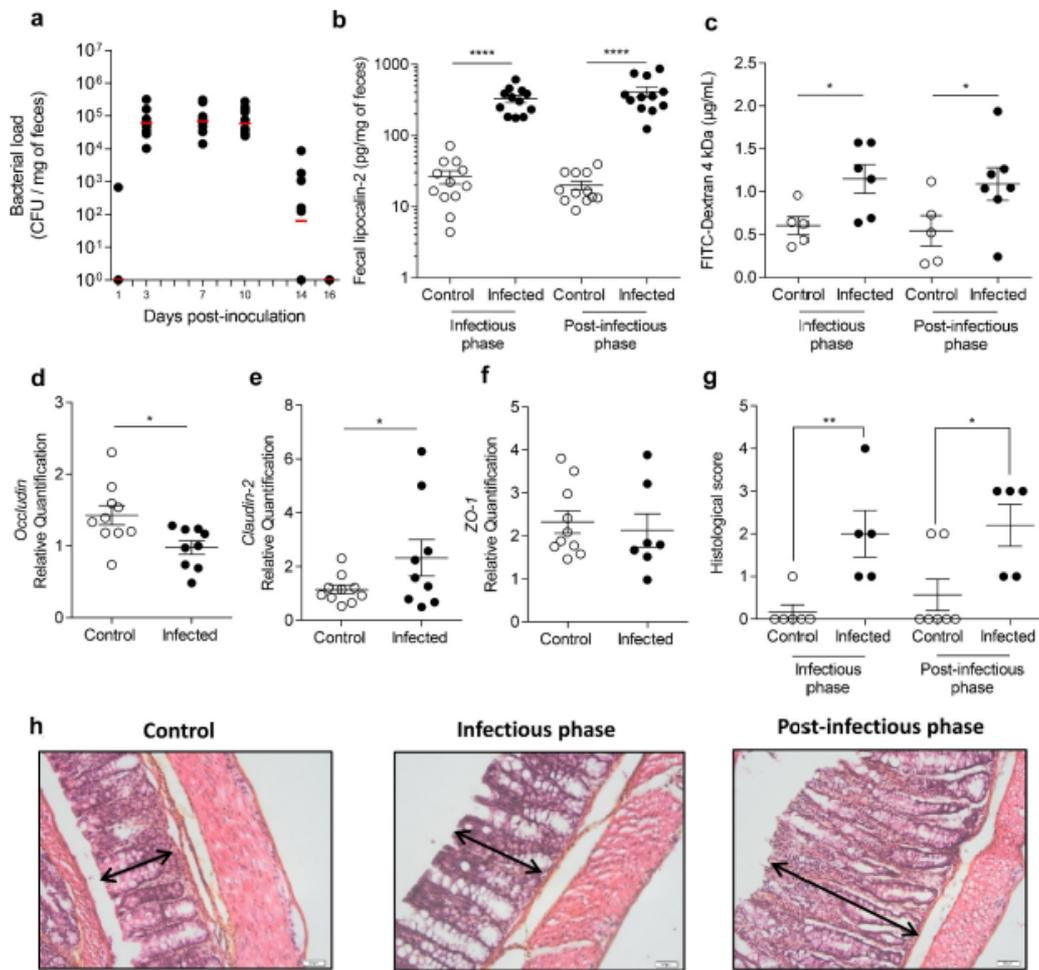 a
Bacterial load
(CFU / mg of feces)
10⁷
10⁶
10⁵
10⁴
10³
10²
10¹
10⁰
1 3 7 10 14 16
Days post-inoculation
b
Fecal lipocalin-2 (pg/mg of feces)
1000
100
10
1
**** ****
Control Infected Control Infected
Infectious phase
Post-infectious phase
c
FITC-Dextran 4 kDa (µg/mL)
2.5
2.0
1.5
1.0
0.5
0.0
* *
Control Infected Control Infected
Infectious phase
Post-infectious phase
d
Occludin
Relative Quantification
3
2
1
0
*
Control Infected
e
Claudin-2
Relative Quantification
8
6
4
2
0
*
Control Infected
f
ZO-1
Relative Quantification
5
4
3
2
1
0
Control Infected
g
Histological score
5
4
3
2
1
0
** *
Control Infected Control Infected
Infectious phase
Post-infectious phase
h
Control Infectious phase Post-infectious phase